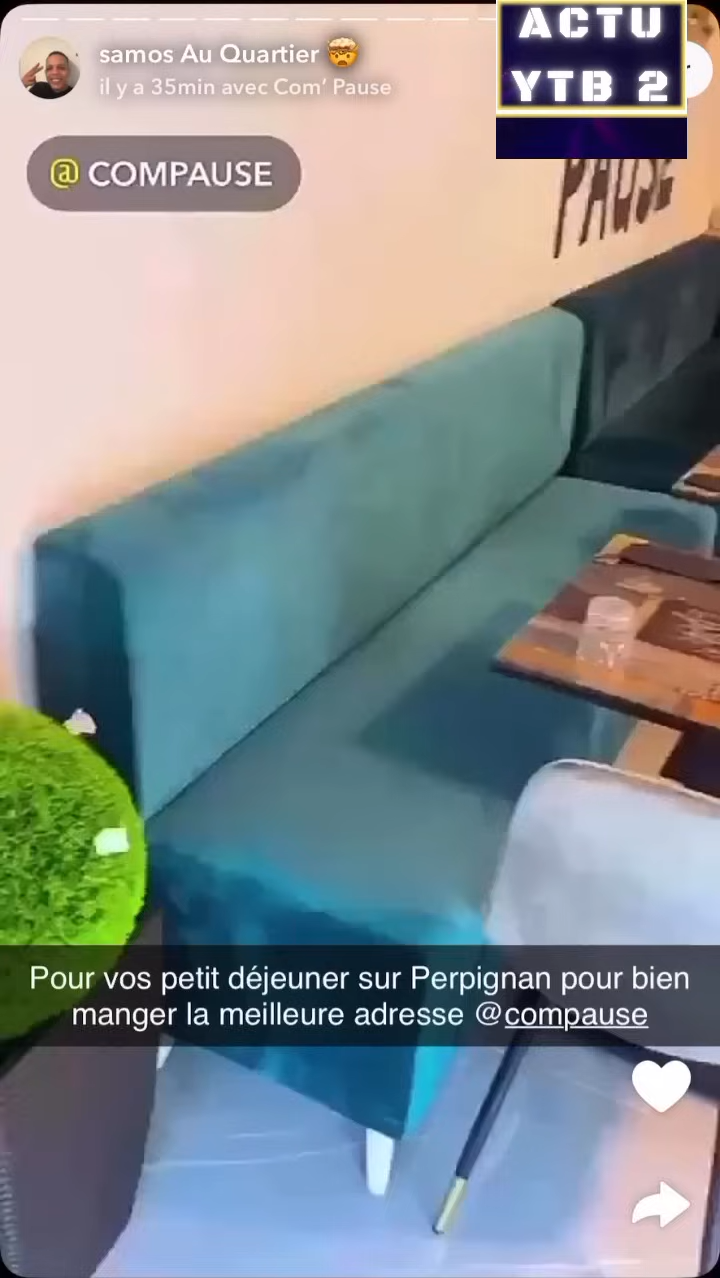 ACTU
YTB 2
samos Au Quartier 🤯
il y a 35min avec Com' Pause
@ COMPAUSE
PAUSE
Pour vos petit déjeuner sur Perpignan pour bien
manger la meilleure adresse @compause